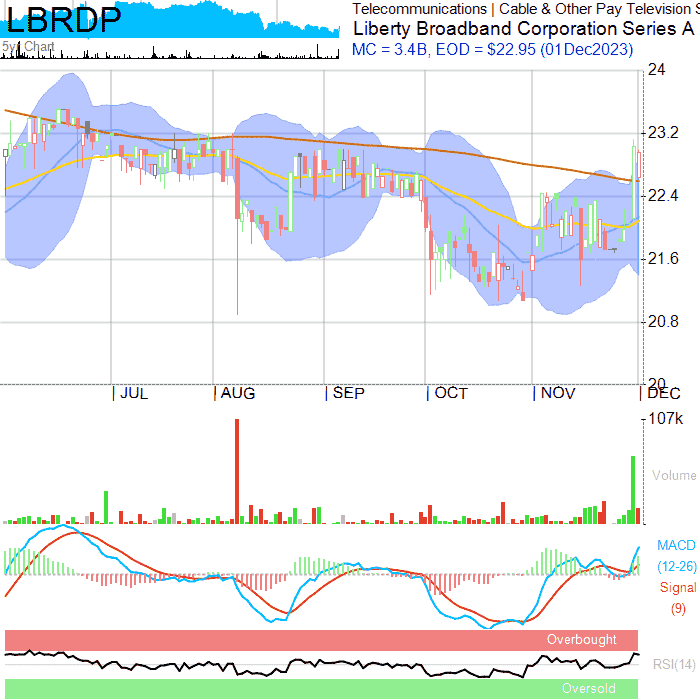 LBRDP
5yr Chart
Telecommunications | Cable & Other Pay Television S
Liberty Broadband Corporation Series A
MC = 3.4B, EOD = $22.95 (01Dec2023)
24
23.2
22.4
21.6
20.8
20
| JUL | AUG | SEP | OCT | NOV | DEC
107k
Volume
MACD
(12-26)
Signal
(9)
Overbought
RSI(14)
Oversold